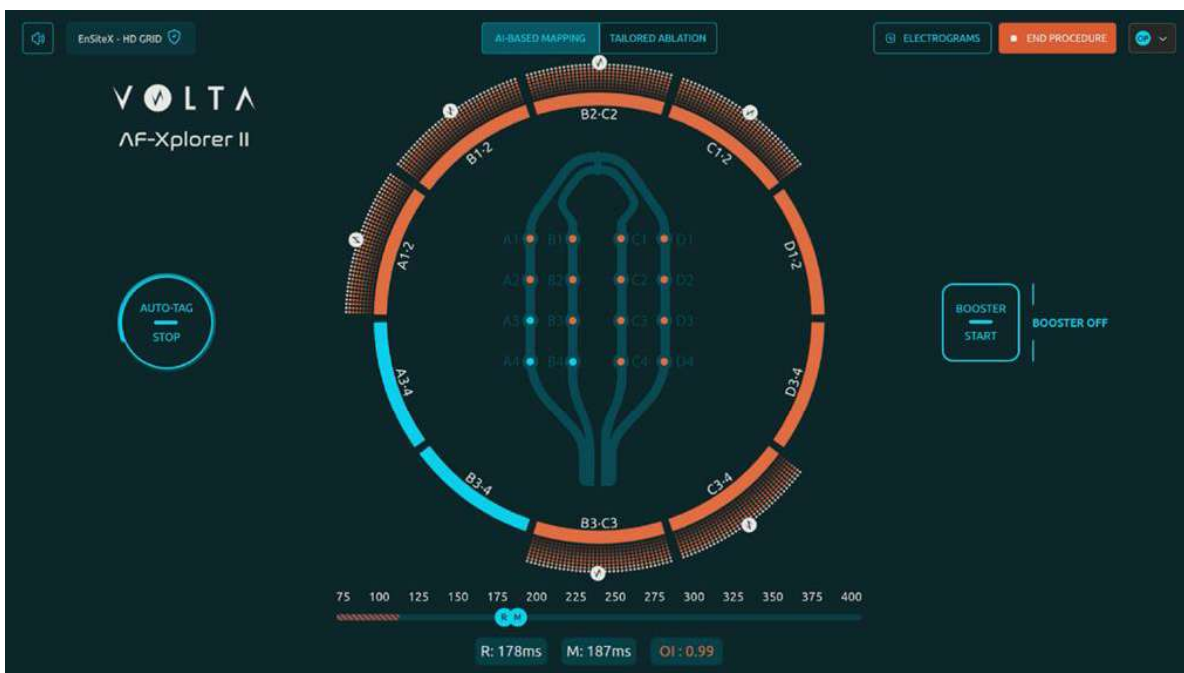 EnSiteX - HD GRID
AI-BASED MAPPING
TAILORED ABLATION
ELECTROGRAMS
END PROCEDURE
OP
VOLTA
AF-Xplorer II
B2-C2
B1-2
C1-2
A1-2
D1-2
A1 B1 C1 D1
A2 B2 C2 D2
A3 B3 C3 D3
A4 B4 C4 D4
AUTO-TAG
STOP
BOOSTER
START
BOOSTER OFF
A3-4
D3-4
B3-4
C3-4
B3-C3
75 100 125 150 175 200 225 250 275 300 325 350 375 400
R M
R: 178ms M: 187ms OI : 0.99